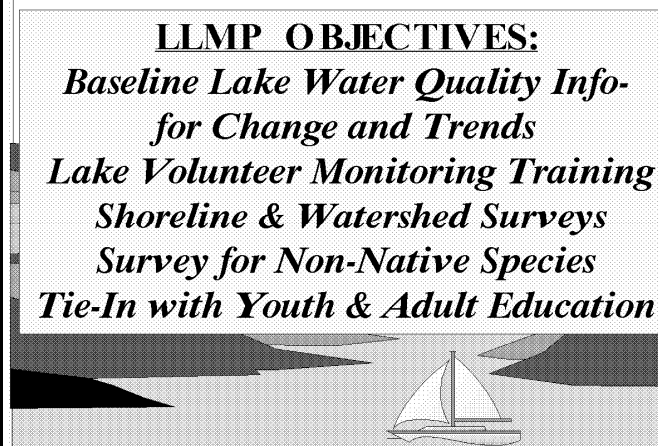 LLMP OBJECTIVES:
Baseline Lake Water Quality Info-
for Change and Trends
Lake Volunteer Monitoring Training
Shoreline & Watershed Surveys
Survey for Non-Native Species
Tie-In with Youth & Adult Education